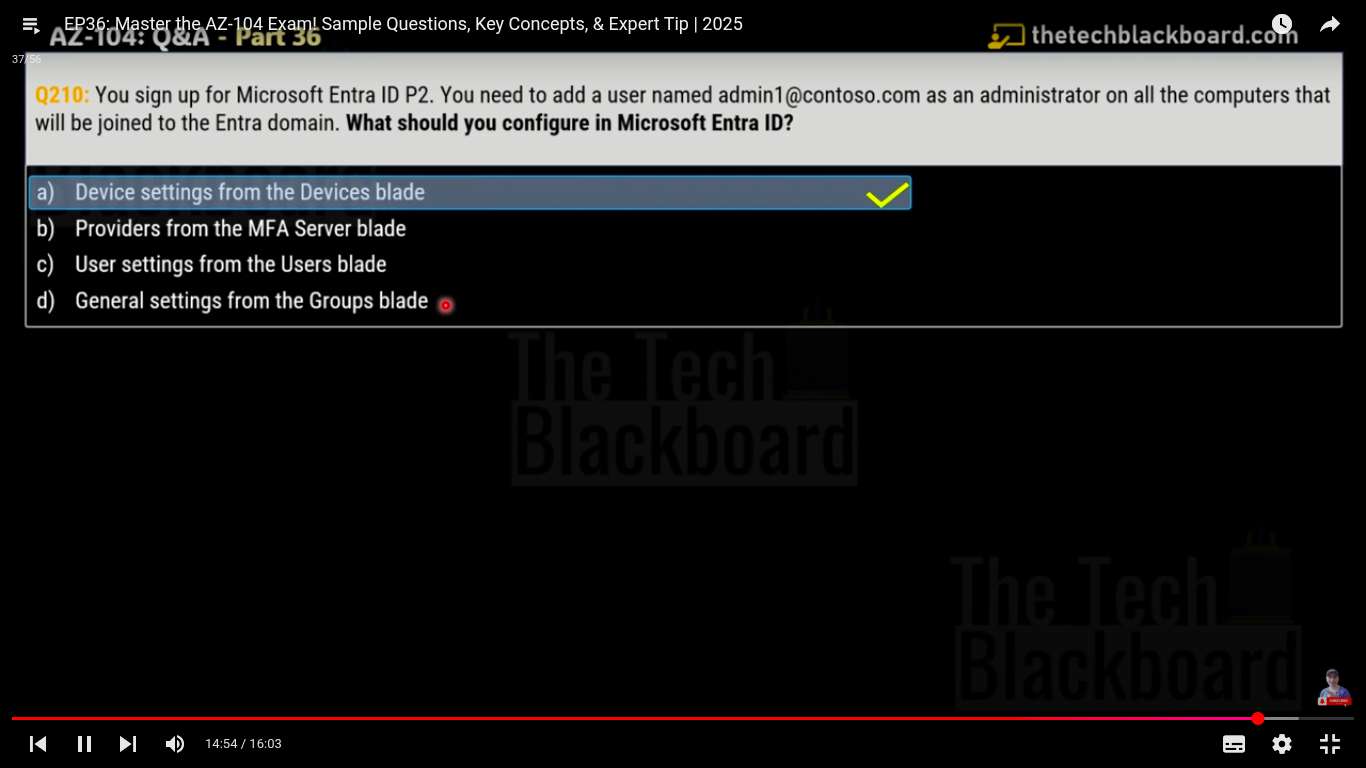 EP36: Master the AZ-104 Exam! Sample Questions, Key Concepts, & Expert Tip | 2025
AZ-104: Q&A - Part 36
thetechblackboard.com
37/56
Q210: You sign up for Microsoft Entra ID P2. You need to add a user named admin1@contoso.com as an administrator on all the computers that
will be joined to the Entra domain. What should you configure in Microsoft Entra ID?
a) Device settings from the Devices blade
b) Providers from the MFA Server blade
c) User settings from the Users blade
d) General settings from the Groups blade
The Tech
Blackboard
The Tech
Blackboard
14:54 / 16:03